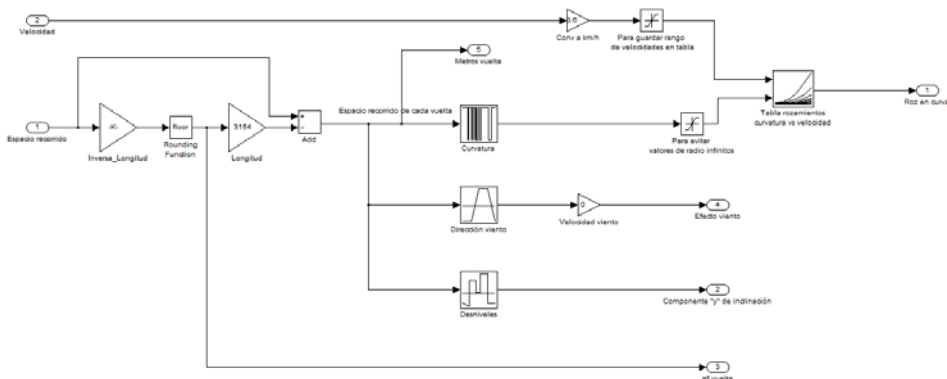 2
Velocidad
3.6
Conv a km/h
Para guardar rango
de velocidades en tabla
5
Metros vuelta
Tabla rozamientos
curvatura vs velocidad
1
Roz en curva
1
Espacio recorrido
-K-
Inversa_Longitud
floor
Rounding
Function
3164
Longitud
+
−
Add
Espacio recorrido de cada vuelta
Curvatura
Para evitar
valores de radio infinitos
Dirección viento
0
Velocidad viento
4
Efecto viento
Desniveles
2
Componente "y" de inclinación
3
nº vuelta